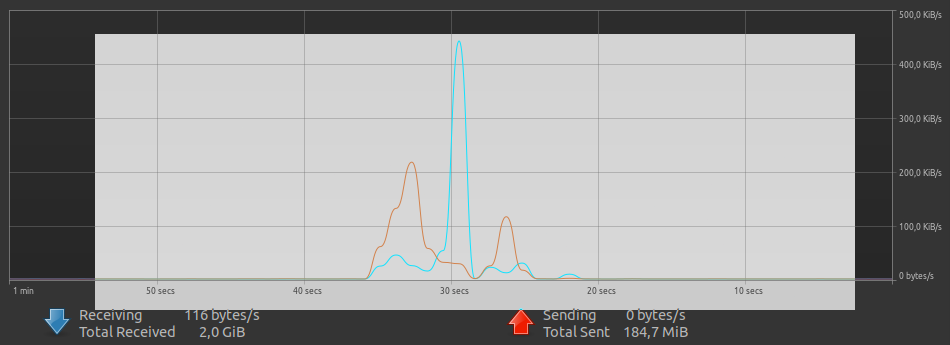 500,0 KiB/s
400,0 KiB/s
300,0 KiB/s
200,0 KiB/s
100,0 KiB/s
0 bytes/s
1 min 50 secs 40 secs 30 secs 20 secs 10 secs
Receiving 116 bytes/s Sending 0 bytes/s
Total Received 2,0 GiB Total Sent 184,7 MiB